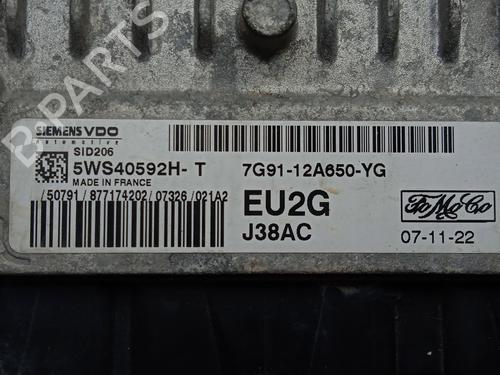 B-PARTS
SIEMENS VDO
Automotive
SID206
5WS40592H- T
MADE IN FRANCE
7G91-12A650-YG
/50791/877174202/07326/021A2
EU2G
J38AC
FoMoCo
07-11-22